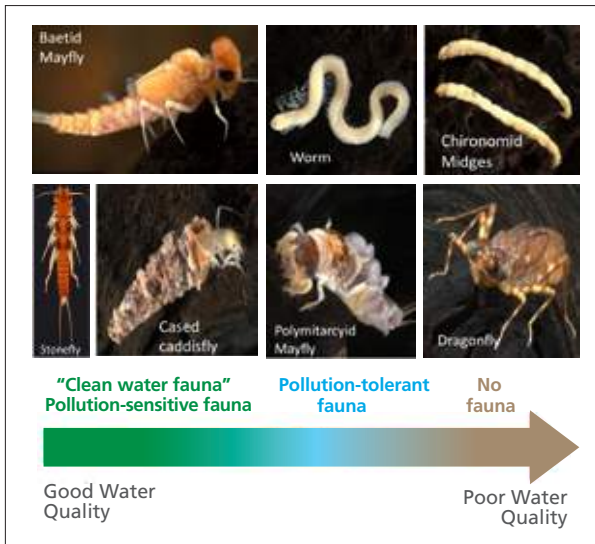 Baetid
Mayfly
Worm
Chironomid
Midges
Stonefly
Cased
caddisfly
Polymitarcyid
Mayfly
Dragonfly
"Clean water fauna"
Pollution-sensitive fauna
Pollution-tolerant
fauna
No
fauna
Good Water
Quality
Poor Water
Quality